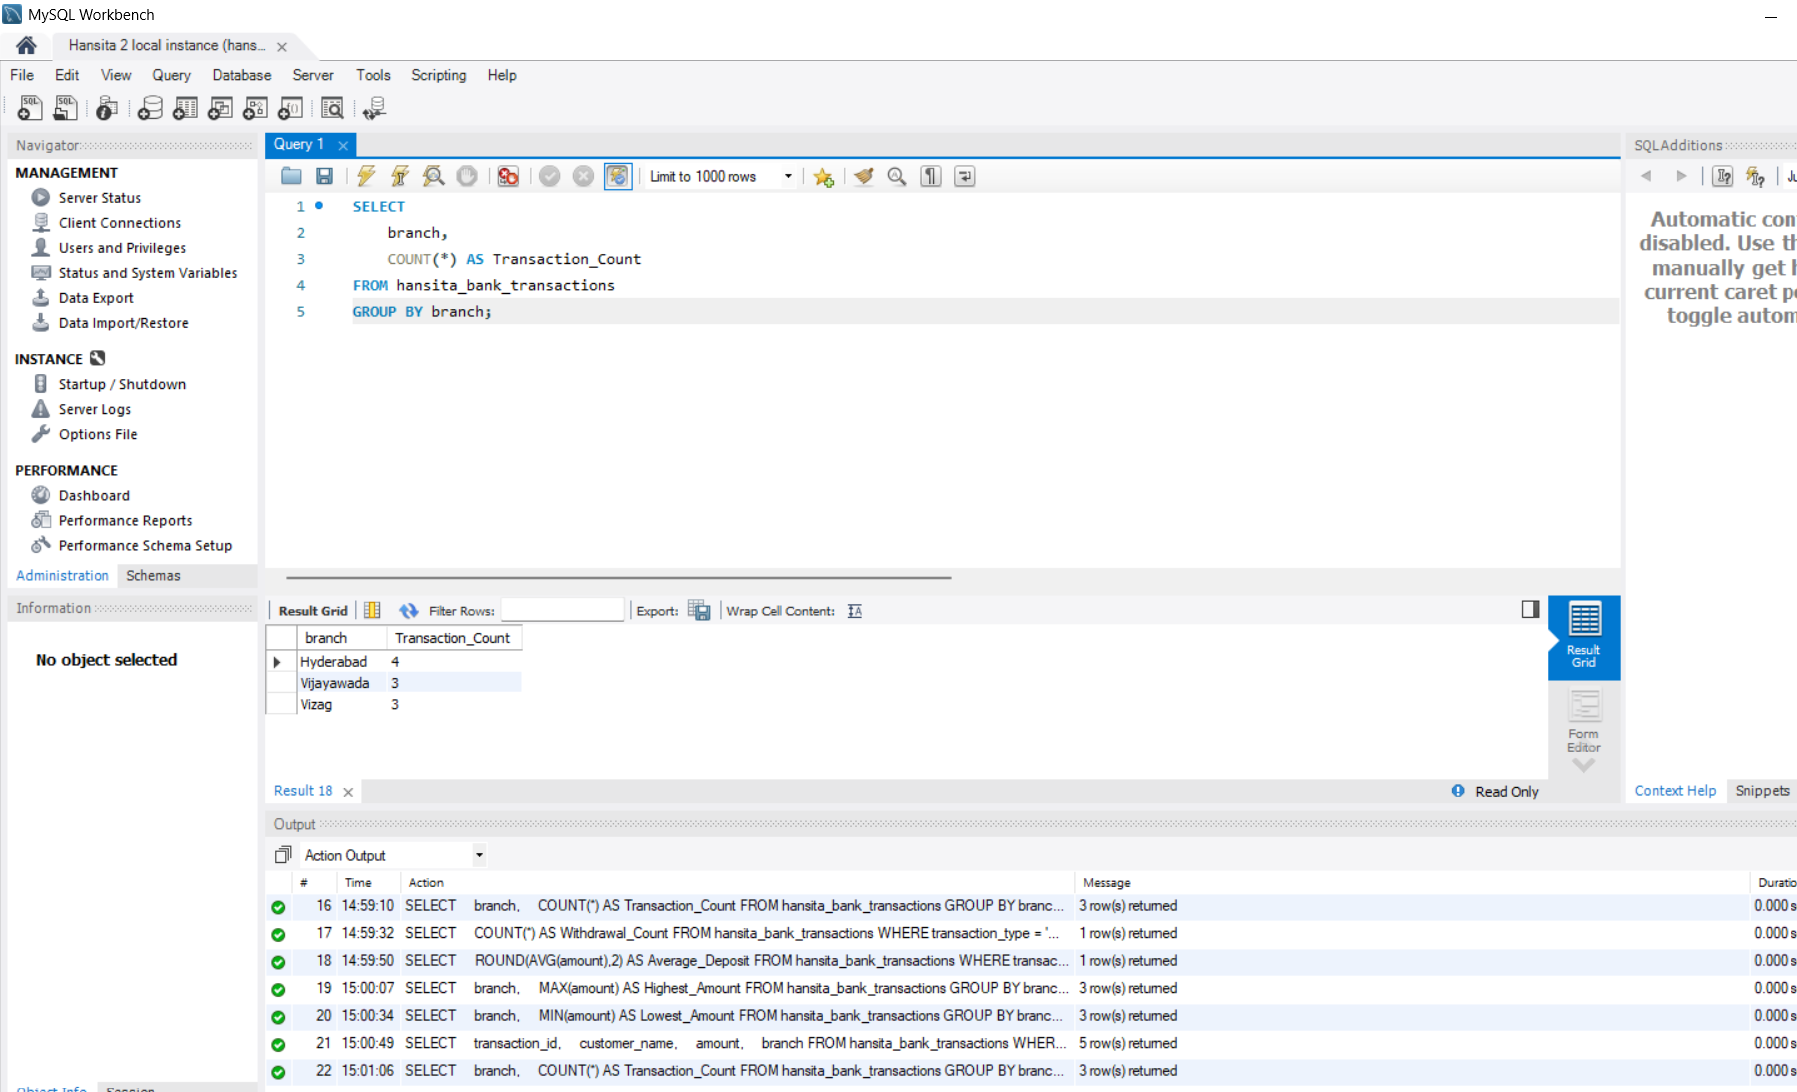 MySQL Workbench
Hansita 2 local instance (hans...
File Edit View Query Database Server Tools Scripting Help
Navigator
MANAGEMENT
Server Status
Client Connections
Users and Privileges
Status and System Variables
Data Export
Data Import/Restore
INSTANCE
Startup / Shutdown
Server Logs
Options File
PERFORMANCE
Dashboard
Performance Reports
Performance Schema Setup
Administration Schemas
Information
No object selected
Query 1
Limit to 1000 rows
1 SELECT
2 branch,
3 COUNT(*) AS Transaction_Count
4 FROM hansita_bank_transactions
5 GROUP BY branch;
Result Grid Filter Rows: Export: Wrap Cell Content:
branch Transaction_Count
Hyderabad 4
Vijayawada 3
Vizag 3
Result Grid
Form Editor
Result 18 Read Only
SQLAdditions
Automatic
disabled. Use
manually get
current caret
toggle
Context Help Snippets
Output
Action Output
# Time Action Message
16 14:59:10 SELECT branch, COUNT(*) AS Transaction_Count FROM hansita_bank_transactions GROUP BY branc... 3 row(s) returned 0.000 s
17 14:59:32 SELECT COUNT(*) AS Withdrawal_Count FROM hansita_bank_transactions WHERE transaction_type = '... 1 row(s) returned 0.000 s
18 14:59:50 SELECT ROUND(AVG(amount),2) AS Average_Deposit FROM hansita_bank_transactions WHERE transac... 1 row(s) returned 0.000 s
19 15:00:07 SELECT branch, MAX(amount) AS Highest_Amount FROM hansita_bank_transactions GROUP BY branc... 3 row(s) returned 0.000 s
20 15:00:34 SELECT branch, MIN(amount) AS Lowest_Amount FROM hansita_bank_transactions GROUP BY branc... 3 row(s) returned 0.000 s
21 15:00:49 SELECT transaction_id, customer_name, amount, branch FROM hansita_bank_transactions WHER... 5 row(s) returned 0.000 s
22 15:01:06 SELECT branch, COUNT(*) AS Transaction_Count FROM hansita_bank_transactions GROUP BY branc... 3 row(s) returned 0.000 s